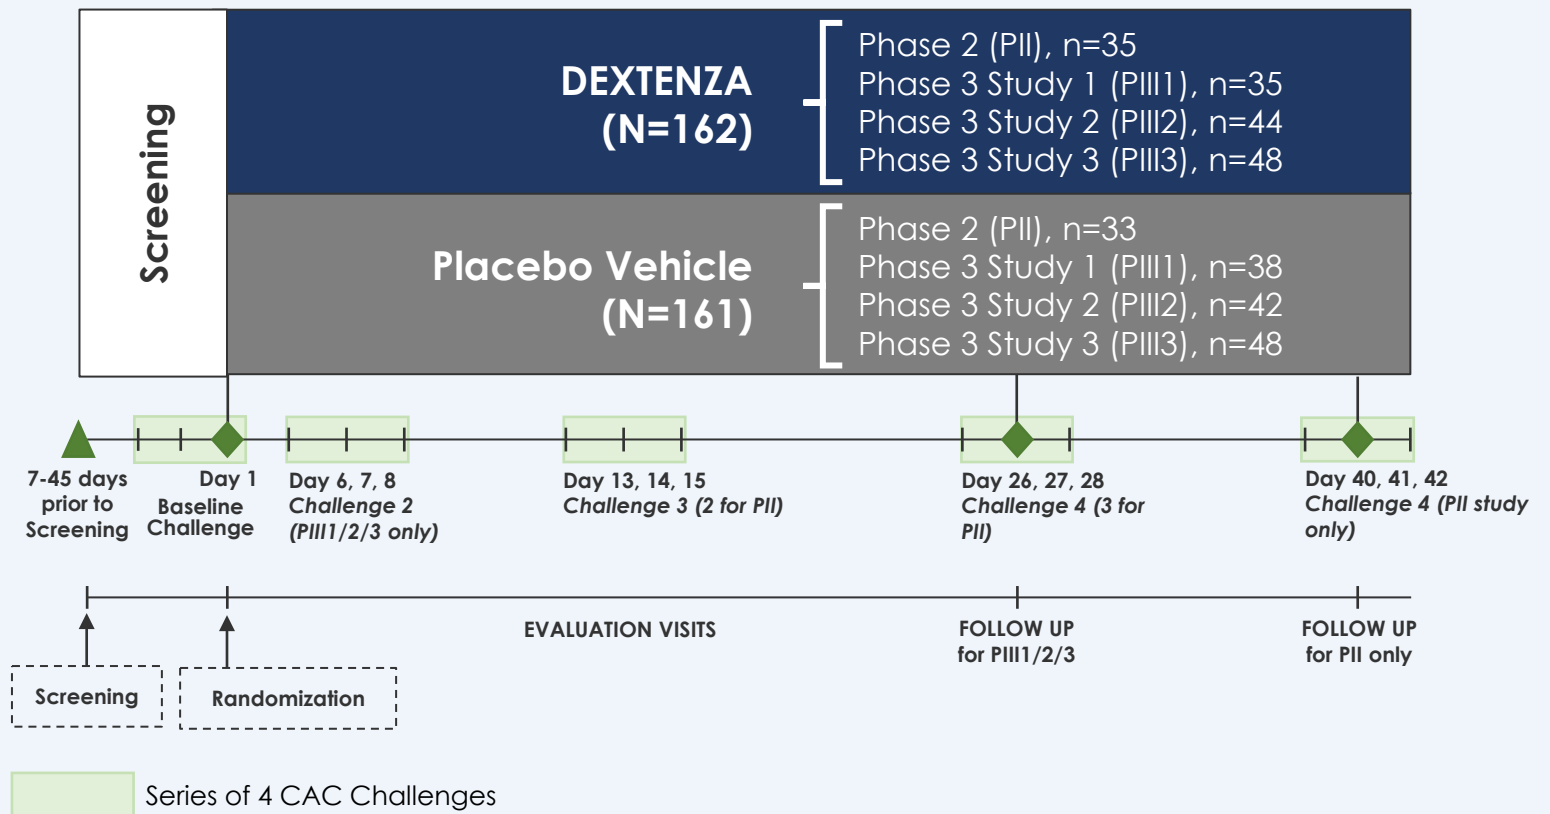 Screening
DEXTENZA
(N=162)
Phase 2 (PII), n=35
Phase 3 Study 1 (PIII1), n=35
Phase 3 Study 2 (PIII2), n=44
Phase 3 Study 3 (PIII3), n=48
Placebo Vehicle
(N=161)
Phase 2 (PII), n=33
Phase 3 Study 1 (PIII1), n=38
Phase 3 Study 2 (PIII2), n=42
Phase 3 Study 3 (PIII3), n=48
7-45 days
prior to
Screening
Day 1
Baseline
Challenge
Day 6, 7, 8
Challenge 2
(PIII1/2/3 only)
Day 13, 14, 15
Challenge 3 (2 for PII)
Day 26, 27, 28
Challenge 4 (3 for
PII)
Day 40, 41, 42
Challenge 4 (PII study
only)
EVALUATION VISITS
FOLLOW UP
for PIII1/2/3
FOLLOW UP
for PII only
Screening
Randomization
Series of 4 CAC Challenges